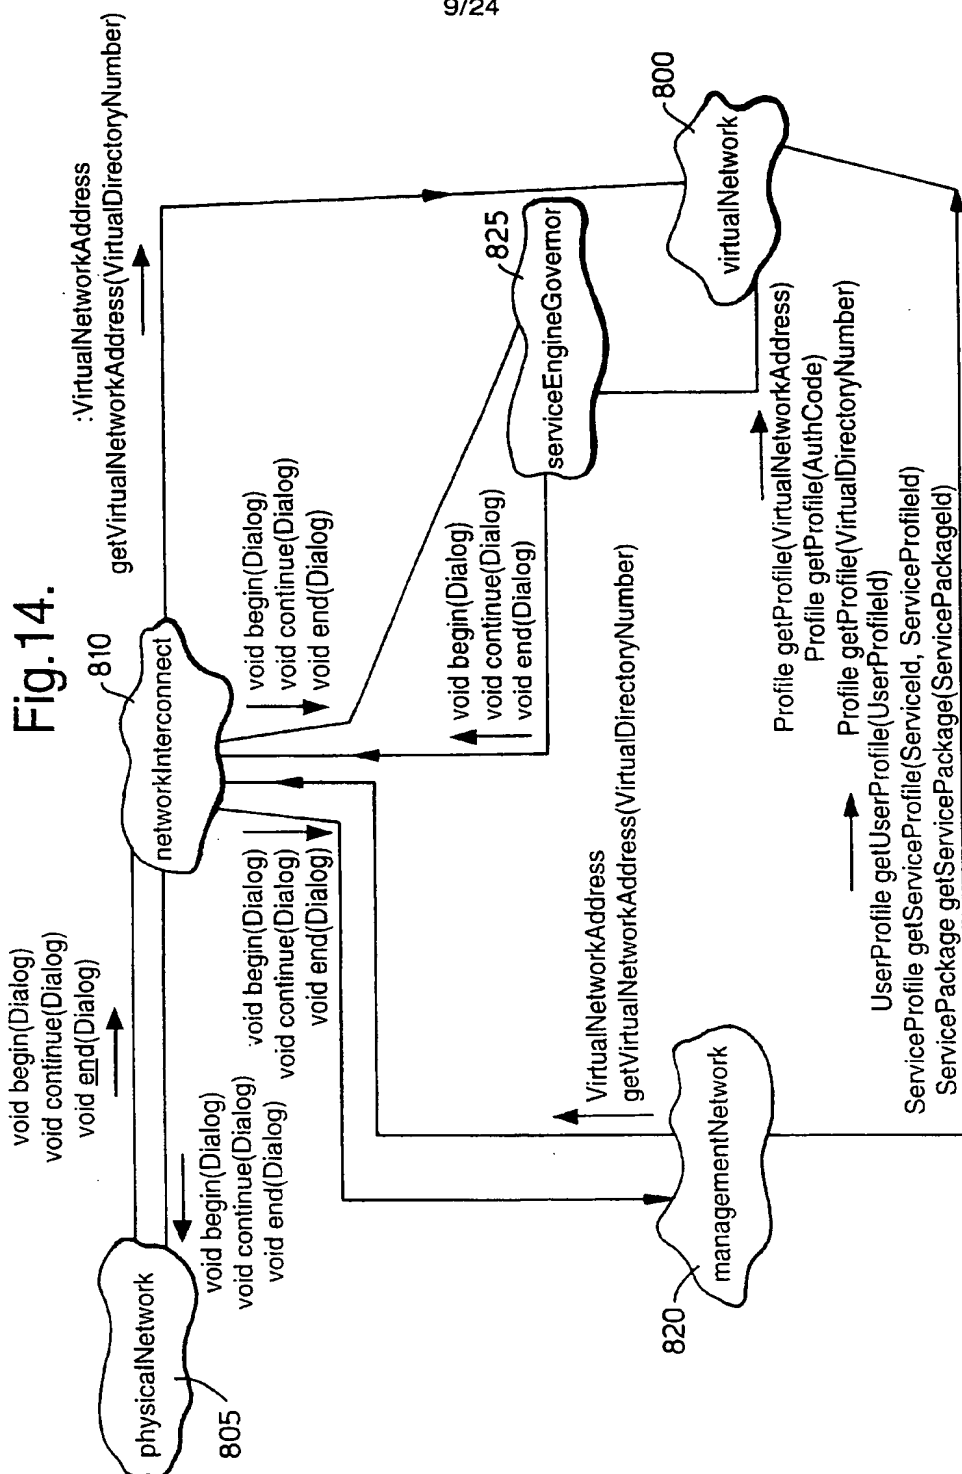 9/24
Fig.14.
void begin(Dialog)
void continue(Dialog)
void end(Dialog)
physicalNetwork
805
void begin(Dialog)
void continue(Dialog)
void end(Dialog)
networkInterconnect
810
:VirtualNetworkAddress
getVirtualNetworkAddress(VirtualDirectoryNumber)
void begin(Dialog)
void continue(Dialog)
void end(Dialog)
void begin(Dialog)
void continue(Dialog)
void end(Dialog)
void begin(Dialog)
void continue(Dialog)
void end(Dialog)
serviceEngineGovernor
825
virtualNetwork
800
VirtualNetworkAddress
getVirtualNetworkAddress(VirtualDirectoryNumber)
managementNetwork
820
Profile getProfile(VirtualNetworkAddress)
Profile getProfile(AuthCode)
Profile getProfile(VirtualDirectoryNumber)
UserProfile getUserProfile(UserProfileId)
ServiceProfile getServiceProfile(ServiceId, ServiceProfileId)
ServicePackage getServicePackage(ServicePackageId)